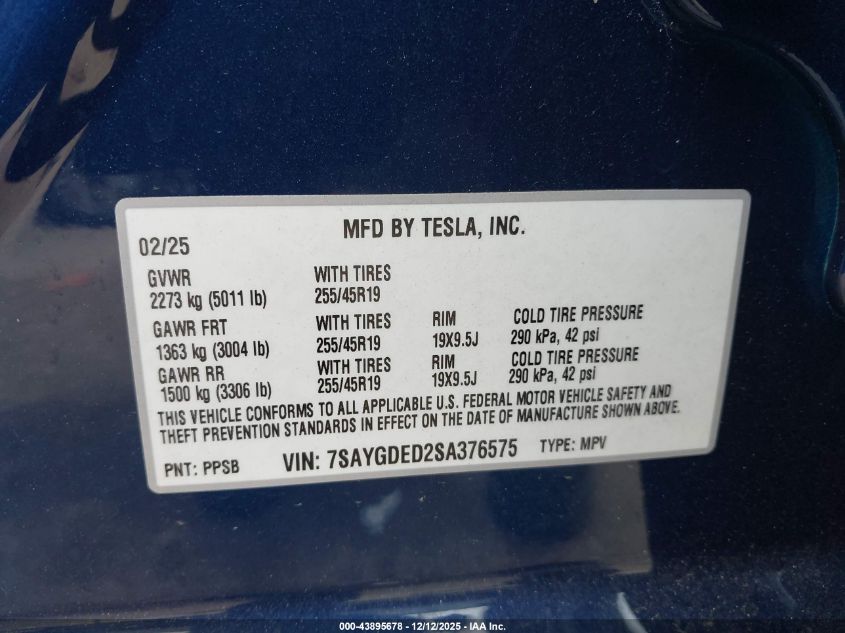 MFD BY TESLA, INC.
02/25
GVWR WITH TIRES
2273 kg (5011 lb) 255/45R19
GAWR FRT WITH TIRES RIM COLD TIRE PRESSURE
1363 kg (3004 lb) 255/45R19 19X9.5J 290 kPa, 42 psi
GAWR RR WITH TIRES RIM COLD TIRE PRESSURE
1500 kg (3306 lb) 255/45R19 19X9.5J 290 kPa, 42 psi
THIS VEHICLE CONFORMS TO ALL APPLICABLE U.S. FEDERAL MOTOR VEHICLE SAFETY AND
THEFT PREVENTION STANDARDS IN EFFECT ON THE DATE OF MANUFACTURE SHOWN ABOVE.
PNT: PPSB VIN: 7SAYGDED2SA376575 TYPE: MPV
000-43895678 - 12/12/2025 - IAA Inc.